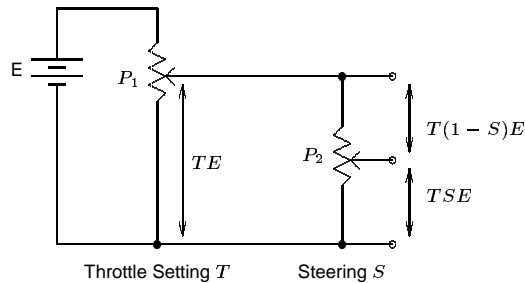 E
P₁
TE
P₂
T(1 − S)E
TSE
Throttle Setting T
Steering S